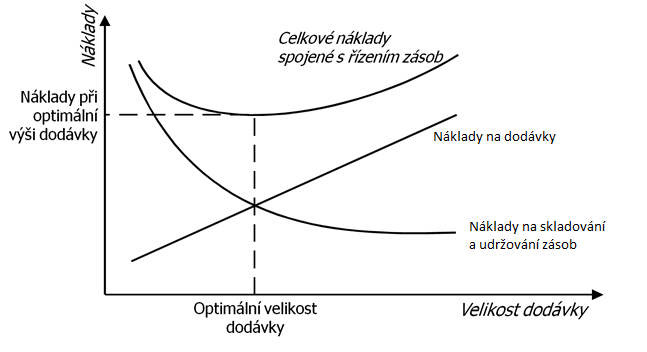 Náklady
Celkové náklady
spojené s řízením zásob
Náklady při
optimální
výši dodávky
Náklady na dodávky
Náklady na skladování
a udržování zásob
Optimální velikost
dodávky
Velikost dodávky